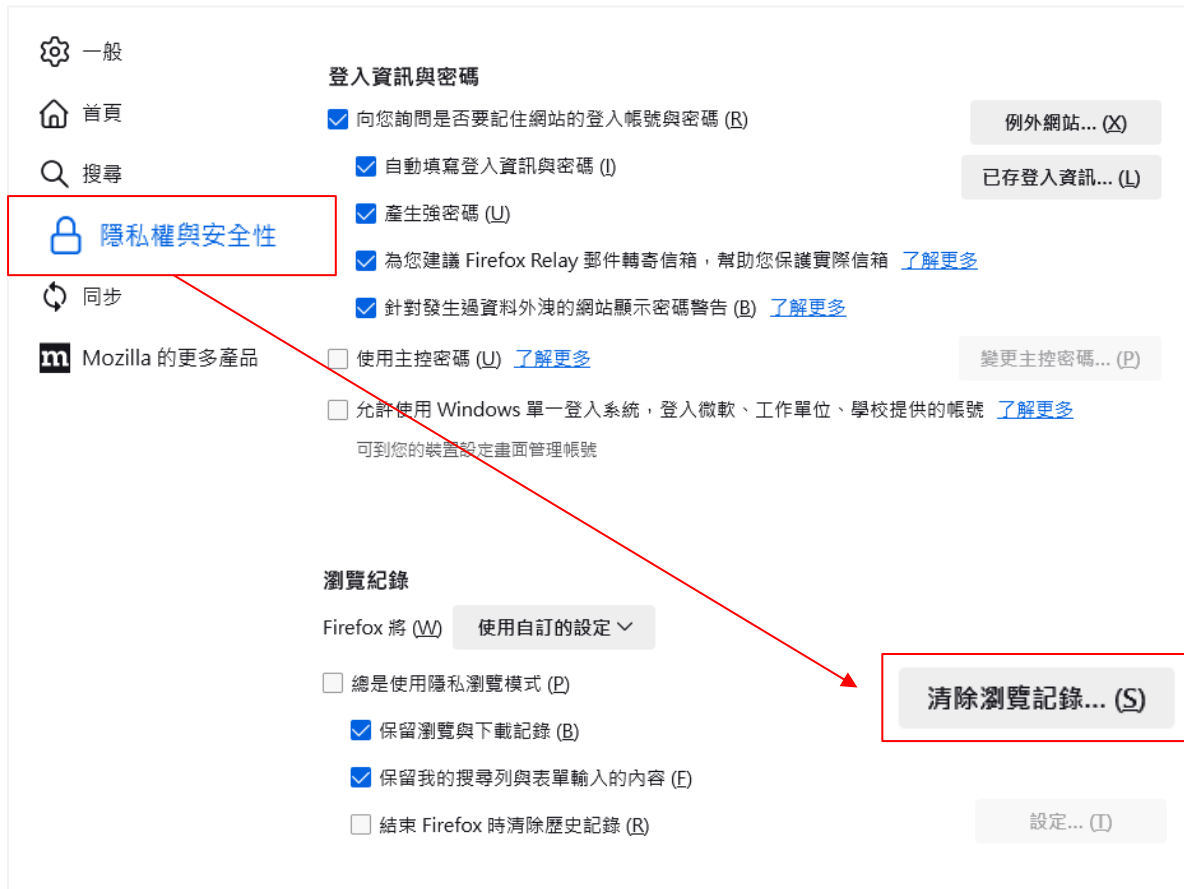 一般
首頁
搜尋
隱私權與安全性
同步
m Mozilla 的更多產品
登入資訊與密碼
向您詢問是否要記住網站的登入帳號與密碼 (R)
例外網站... (X)
自動填寫登入資訊與密碼 (I)
已存登入資訊... (L)
產生強密碼 (U)
為您建議 Firefox Relay 郵件轉寄信箱，幫助您保護實際信箱 了解更多
針對發生過資料外洩的網站顯示密碼警告 (B) 了解更多
使用主控密碼 (U) 了解更多
變更主控密碼... (P)
允許使用 Windows 單一登入系統，登入微軟、工作單位、學校提供的帳號 了解更多
可到您的裝置設定畫面管理帳號
瀏覽紀錄
Firefox 將 (W) 使用自訂的設定
總是使用隱私瀏覽模式 (P)
清除瀏覽記錄... (S)
保留瀏覽與下載記錄 (B)
保留我的搜尋列與表單輸入的內容 (F)
結束 Firefox 時清除歷史記錄 (R)
設定... (T)